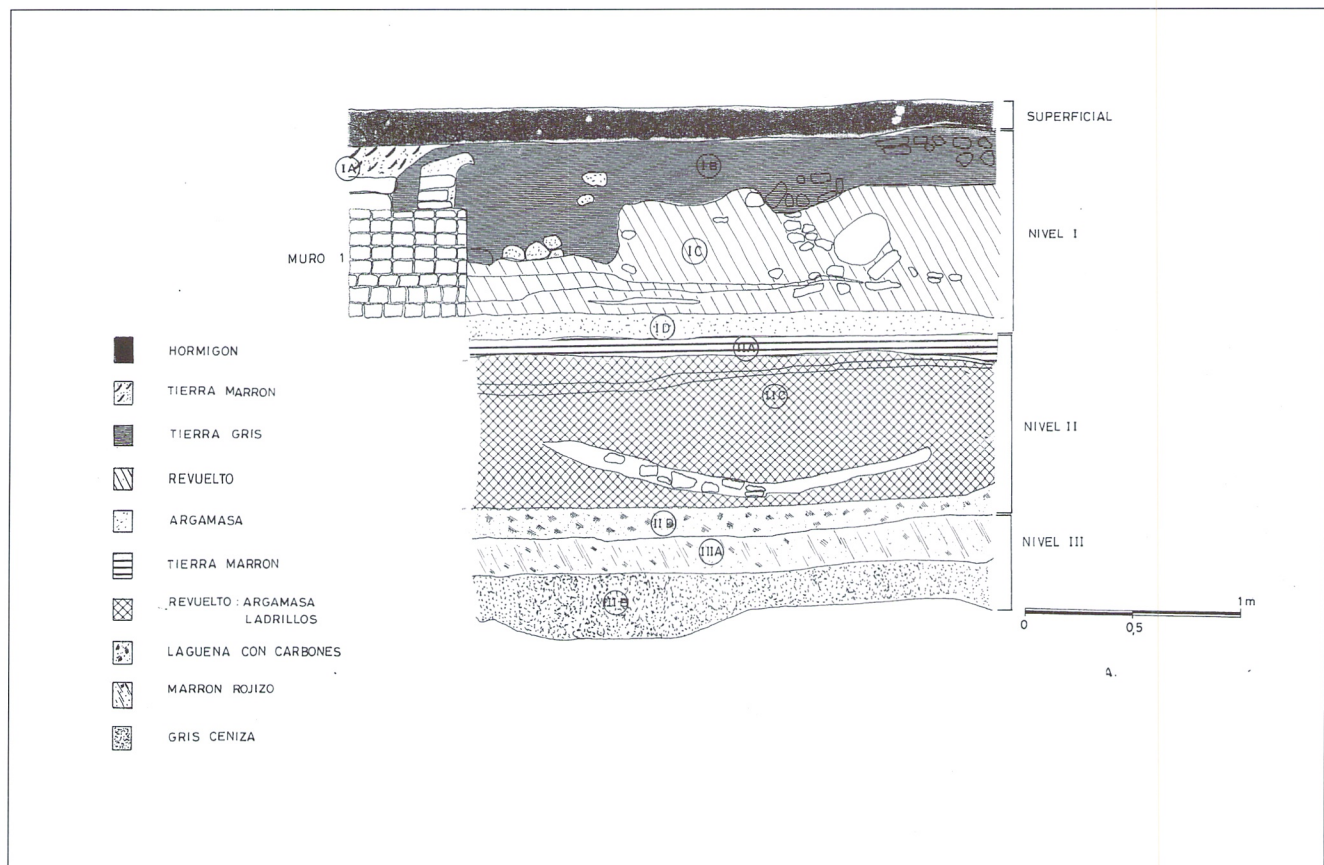 SUPERFICIAL
IA
IB
NIVEL I
IC
MURO 1
ID
IIA
IIC
NIVEL II
IIB
NIVEL III
IIIA
IIIB
HORMIGON
TIERRA MARRON
TIERRA GRIS
REVUELTO
ARGAMASA
TIERRA MARRON
REVUELTO : ARGAMASA
LADRILLOS
LAGUENA CON CARBONES
MARRON ROJIZO
GRIS CENIZA
1 m
0
0,5
A.